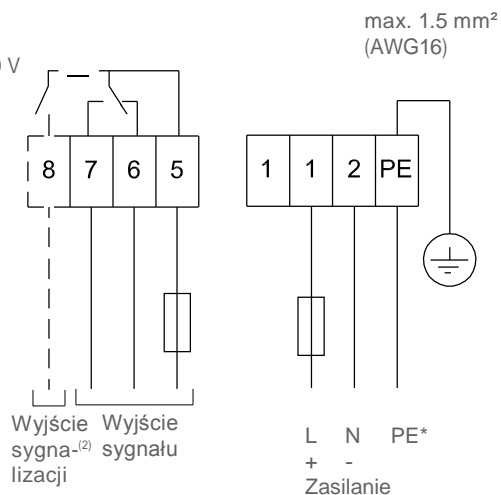 max. 1.5 mm²
(AWG16)
V
8 7 6 5
1 1 2 PE
Wyjście
sygna-⁽²⁾
lizacji
Wyjście
sygnału
L N PE*
+ -
Zasilanie